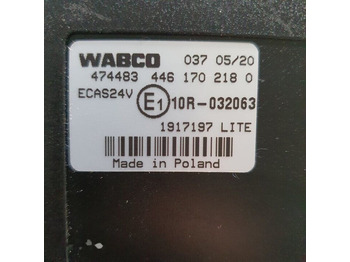 WABCO 037 05/20
474483 446 170 218 0
ECAS24V E1 10R-032063
1917197 LITE
Made in Poland